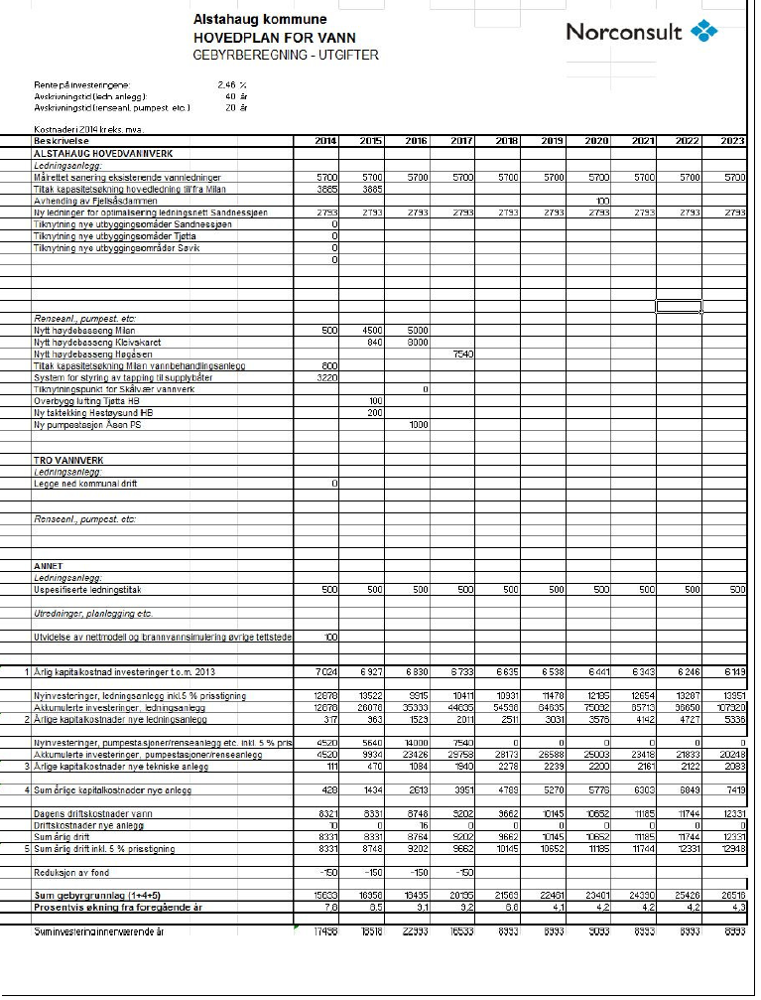 Alstahaug kommune
HOVEDPLAN FOR VANN
GEBYRBEREGNING - UTGIFTER
Norconsult
Rente på investeringene: 2,46 %
Avskrivningstid (ledn.anlegg): 40 år
Avskrivningstid (renseanl, pumpest. etc.) 20 år
Kostnader i 2014 kr eks. mva.
Beskrivelse 2014 2015 2016 2017 2018 2019 2020 2021 2022 2023
ALSTAHAUG HOVEDVANNVERK
Ledningsanlegg:
Målrettet sanering eksisterende vannledninger 5700 5700 5700 5700 5700 5700 5700 5700 5700 5700
Tiltak kapasitetsøkning hovedledning til/fra Milan 3885 3885
Avhending av Fjellsåsdammen 100
Ny ledninger for optimalisering ledningsnett Sandnessjøen 2793 2793 2793 2793 2793 2793 2793 2793 2793 2793
Tilknytning nye utbyggingsområder Sandnessjøen 0
Tilknytning nye utbyggingsområder Tjøtta 0
Tilknytning nye utbyggingsområder Søvik 0
0
Renseanl., pumpest. etc:
Nytt høydebasseng Milan 500 4500 5000
Nytt høydebasseng Kleivskaret 840 8000
Nytt høydebasseng Høgåsen 7540
Tiltak kapasitetsøkning Milan vannbehandlingsanlegg 800
System for styring av tapping til supplybåter 3220
Tilknytningspunkt for Skålvær vannverk 0
Overbygg lufting Tjøtta HB 100
Ny taktekking Hestøysund HB 200
Ny pumpestasjon Åsen PS 1000
TRO VANNVERK
Ledningsanlegg:
Legge ned kommunal drift 0
Renseanl., pumpest. etc:
ANNET
Ledningsanlegg:
Uspesifiserte ledningstiltak 500 500 500 500 500 500 500 500 500 500
Utredninger, planlegging etc.
Utvidelse av nettmodell og brannvannsimulering øvrige tettstede 100
1 Årlig kapitalkostnad investeringer t.o.m. 2013 7 024 6 927 6 830 6 733 6 635 6 538 6 441 6 343 6 246 6 149
Nyinvesteringer, ledningsanlegg inkl.5 % prisstigning 12878 13522 9915 10411 10931 11478 12185 12654 13287 13951
Akkumulerte investeringer, ledningsanlegg 12878 26078 35333 44835 54598 64635 75092 85713 96650 107920
2 Årlige kapitalkostnader nye ledningsanlegg 317 963 1529 2011 2511 3031 3576 4142 4727 5336
Nyinvesteringer, pumpestasjoner/renseanlegg etc. inkl. 5 % pris 4520 5640 14000 7540 0 0 0 0 0 0
Akkumulerte investeringer, pumpestasjoner/renseanlegg 4520 9934 23426 29758 28173 26588 25003 23418 21833 20248
3 Årlige kapitalkostnader nye tekniske anlegg 111 470 1084 1940 2278 2239 2200 2161 2122 2083
4 Sum årlige kapitalkostnader nye anlegg 428 1434 2613 3951 4789 5270 5776 6303 6849 7419
Dagens driftskostnader vann 8321 8331 8748 9202 9662 10145 10652 11185 11744 12331
Driftskostnader nye anlegg 10 0 16 0 0 0 0 0 0 0
Sum årlig drift 8331 8331 8764 9202 9662 10145 10652 11185 11744 12331
5 Sum årlig drift inkl. 5 % prisstigning 8331 8748 9202 9662 10145 10652 11185 11744 12331 12948
Reduksjon av fond -150 -150 -150 -150
Sum gebyrgrunnlag (1+4+5) 15633 16958 18495 20195 21569 22461 23401 24390 25426 26516
Prosentvis økning fra foregående år 7,8 8,5 9,1 9,2 6,8 4,1 4,2 4,2 4,2 4,3
Sum investering inneværende år 17498 18518 22993 16533 8993 8993 9093 8993 8993 8993